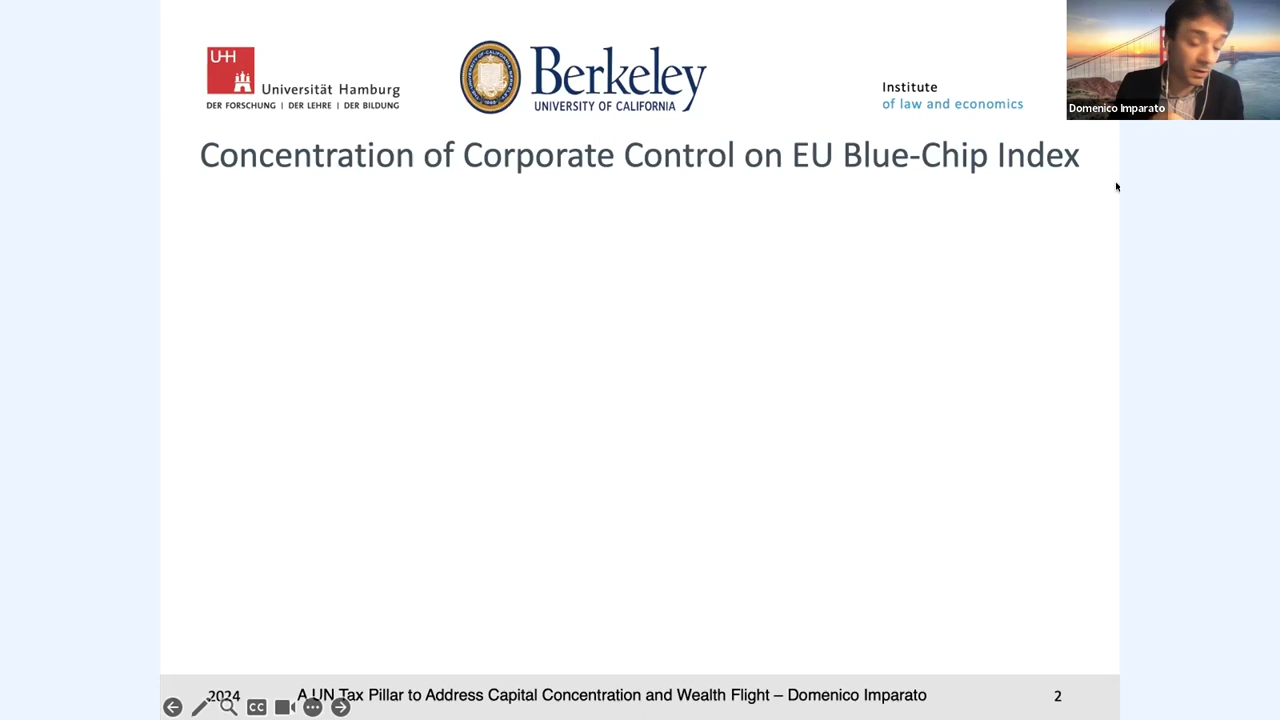 UHH
Universität Hamburg
DER FORSCHUNG | DER LEHRE | DER BILDUNG
Berkeley
UNIVERSITY OF CALIFORNIA
Institute
of law and economics
Domenico Imparato
Concentration of Corporate Control on EU Blue-Chip Index
2024
A UN Tax Pillar to Address Capital Concentration and Wealth Flight – Domenico Imparato
2
CC